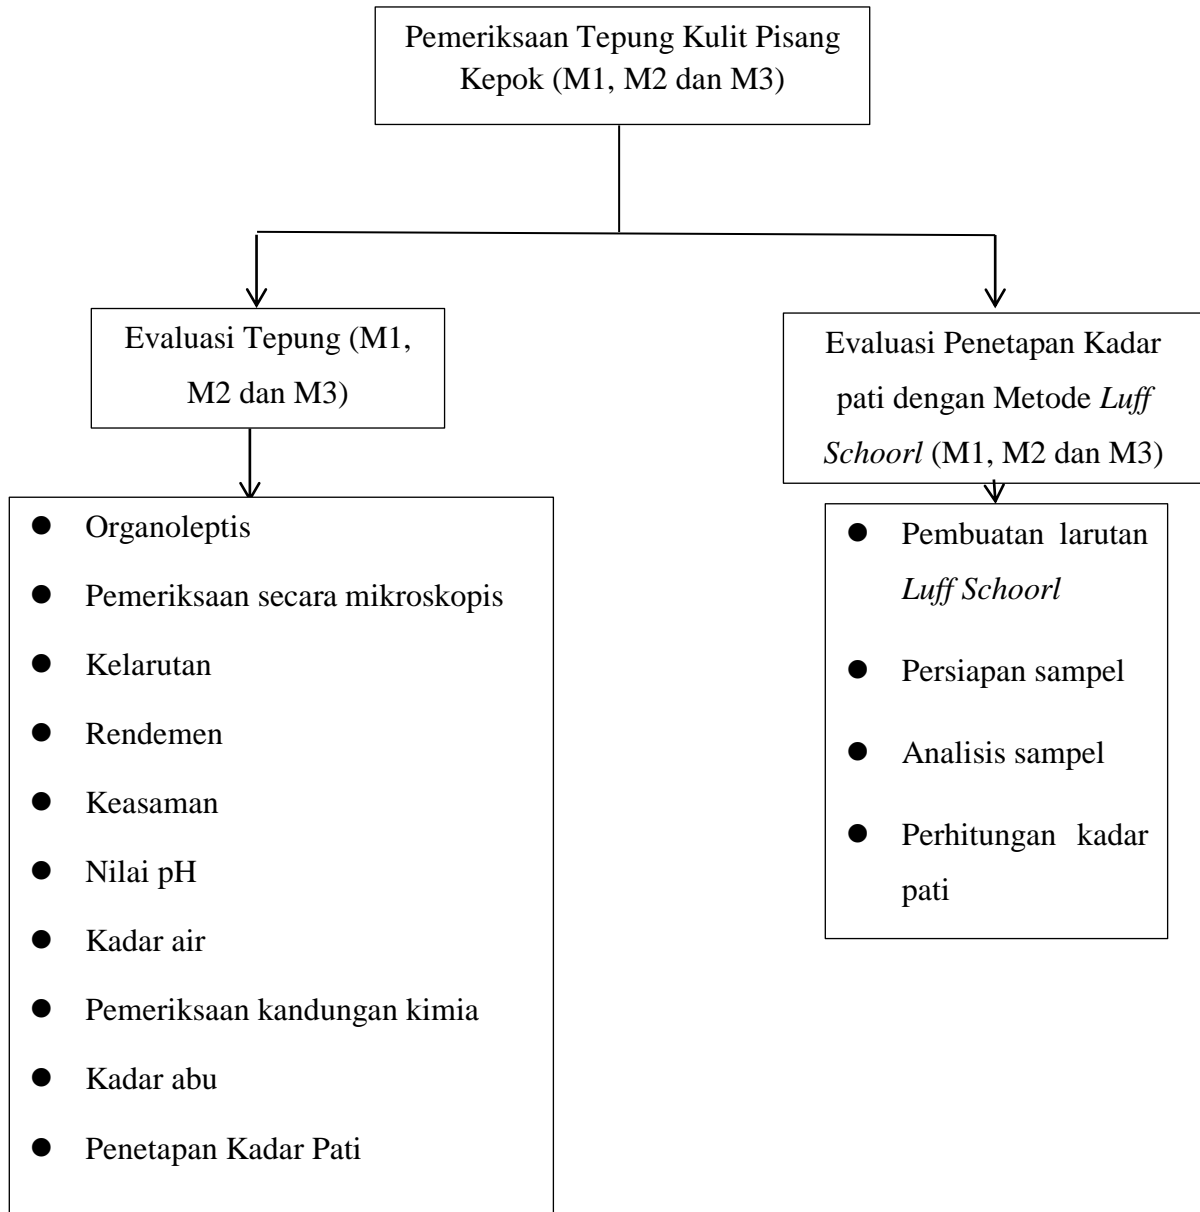 Pemeriksaan Tepung Kulit Pisang
Kepok (M1, M2 dan M3)
Evaluasi Tepung (M1,
M2 dan M3)
● Organoleptis
● Pemeriksaan secara mikroskopis
● Kelarutan
● Rendemen
● Keasaman
● Nilai pH
● Kadar air
● Pemeriksaan kandungan kimia
● Kadar abu
● Penetapan Kadar Pati
Evaluasi Penetapan Kadar
pati dengan Metode Luff
Schoorl (M1, M2 dan M3)
● Pembuatan larutan
Luff Schoorl
● Persiapan sampel
● Analisis sampel
● Perhitungan kadar
pati